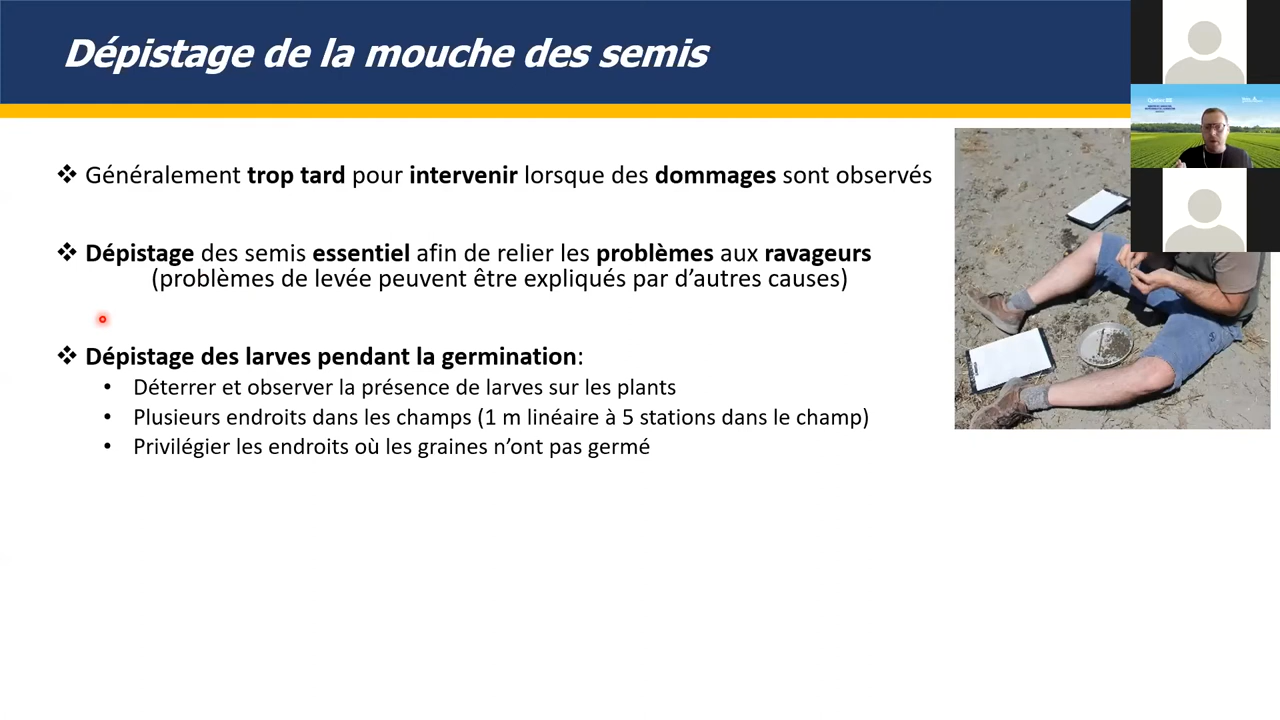 Dépistage de la mouche des semis
❖ Généralement trop tard pour intervenir lorsque des dommages sont observés
❖ Dépistage des semis essentiel afin de relier les problèmes aux ravageurs
(problèmes de levée peuvent être expliqués par d’autres causes)
❖ Dépistage des larves pendant la germination:
• Déterrer et observer la présence de larves sur les plants
• Plusieurs endroits dans les champs (1 m linéaire à 5 stations dans le champ)
• Privilégier les endroits où les graines n’ont pas germé